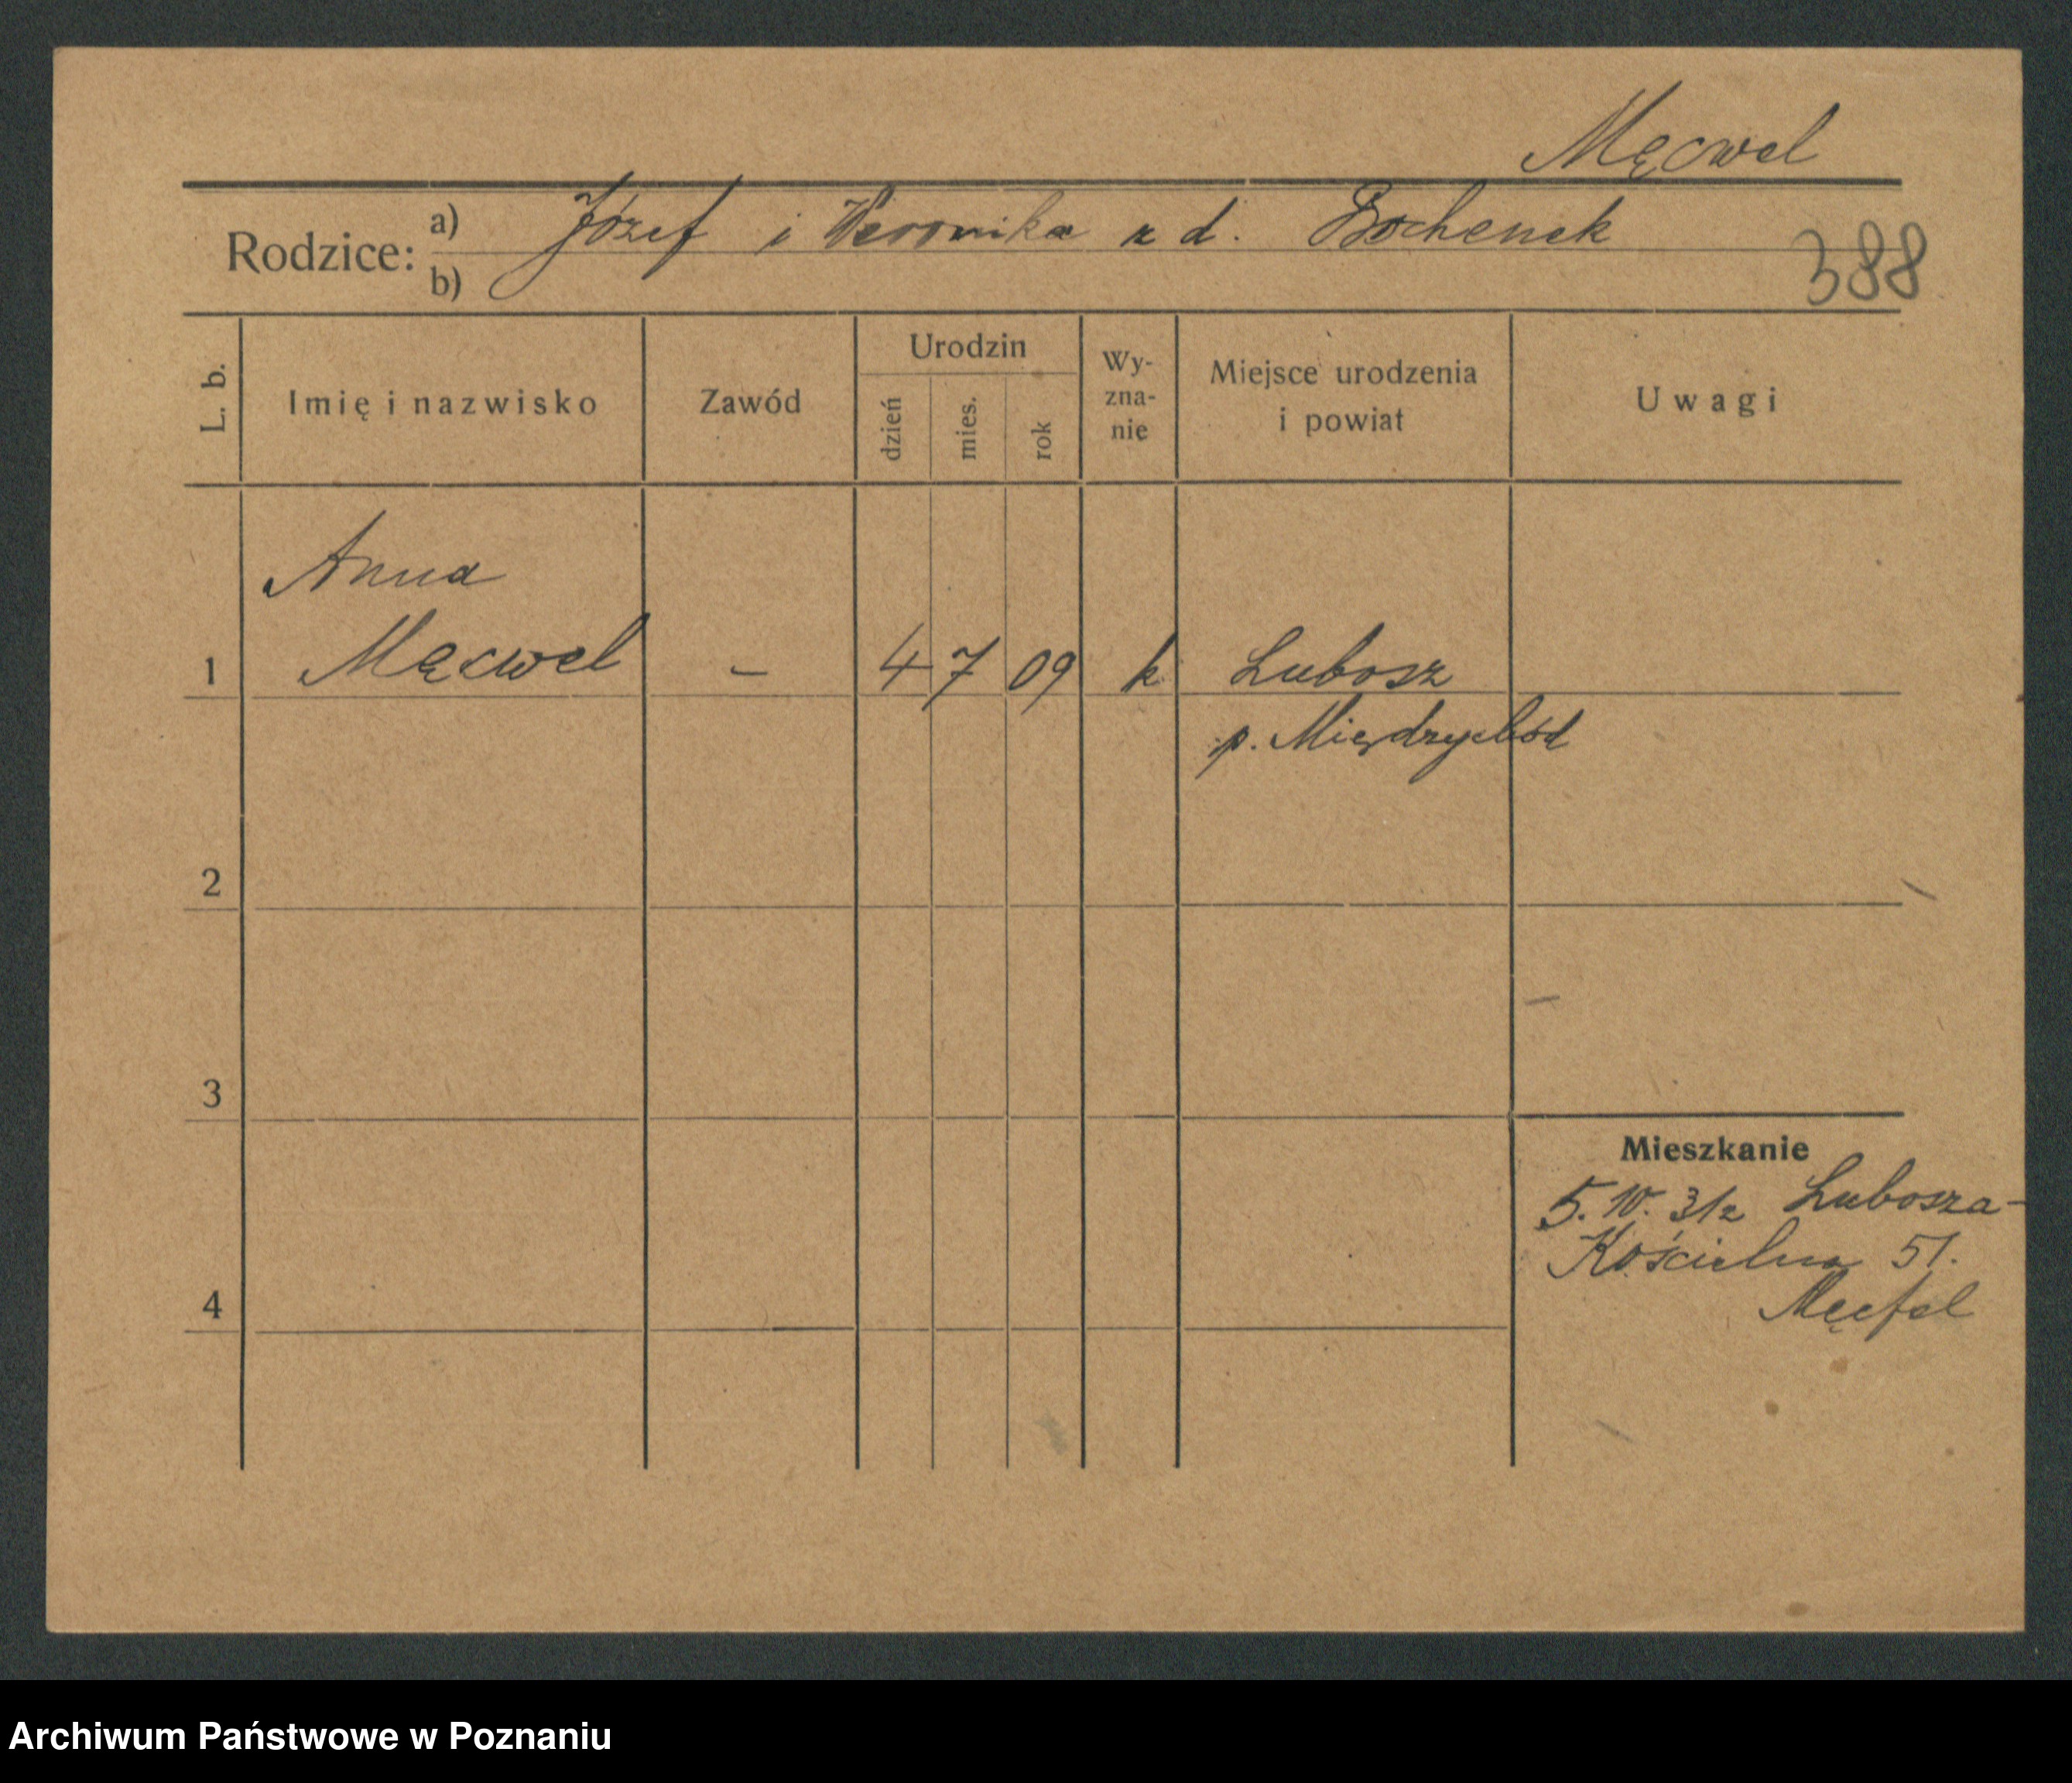 Męcwel
Rodzice: a) Józef i Weronika z d. Bochenek
b)
388
L. b.
Imię i nazwisko
Zawód
Urodzin
dzień
mies.
rok
Wy-
zna-
nie
Miejsce urodzenia
i powiat
Uwagi
Anna
1 Męcwel – 4 7 09 k Lubosz
p. Międzychód
2
3
4
Mieszkanie
5. 10. 31 z Lubosza-
Kościelna 51.
Archiwum Państwowe w Poznaniu